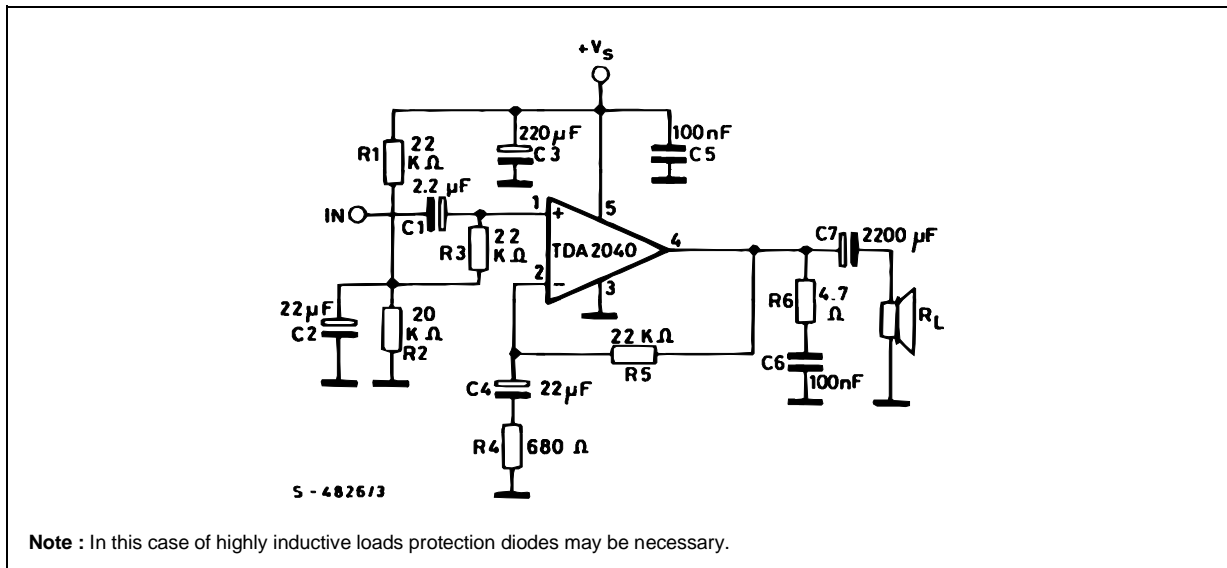 +Vs
220µF
C3
100nF
C5
R1
22
KΩ
2.2 µF
IN
C1
1
+
5
R3
22
KΩ
TDA2040
4
2
-
3
C7
2200 µF
R6
4.7
Ω
RL
22µF
C2
20
KΩ
R2
22 KΩ
R5
C6
100nF
C4
22µF
R4
680 Ω
S - 4826/3
Note : In this case of highly inductive loads protection diodes may be necessary.